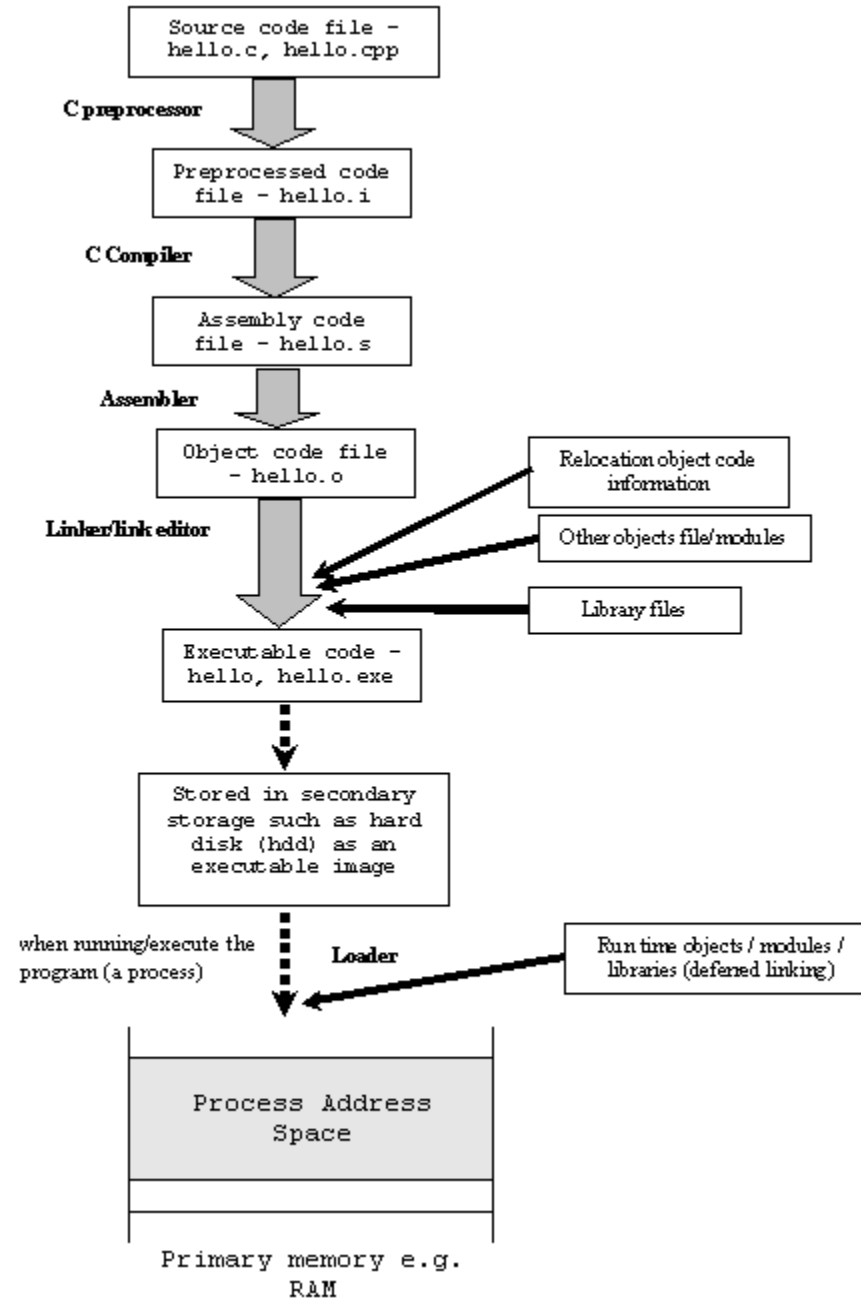 Source code file -
hello.c, hello.cpp
C preprocessor
Preprocessed code
file - hello.i
C Compiler
Assembly code
file - hello.s
Assembler
Object code file
- hello.o
Relocation object code
information
Linker/link editor
Other objects file/modules
Library files
Executable code -
hello, hello.exe
Stored in secondary
storage such as hard
disk (hdd) as an
executable image
when running/execute the
program (a process)
Loader
Run time objects / modules /
libraries (deferred linking)
Process Address
Space
Primary memory e.g.
RAM